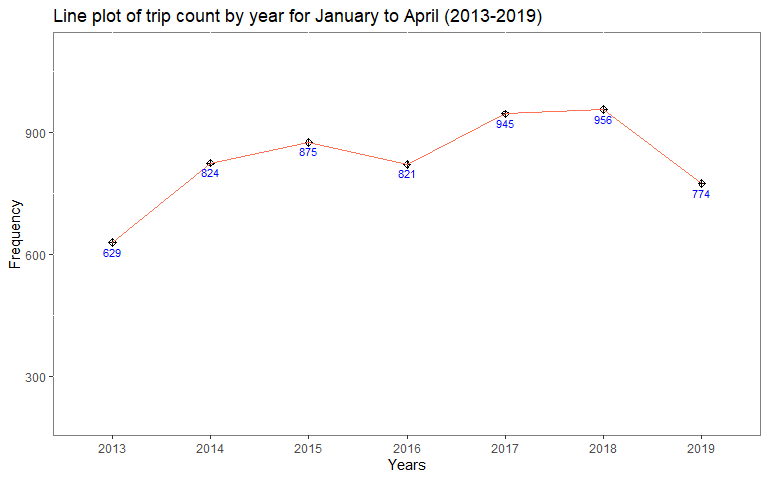 Line plot of trip count by year for January to April (2013-2019)
Frequency
900
600
300
629
824
875
821
945
956
774
2013 2014 2015 2016 2017 2018 2019
Years